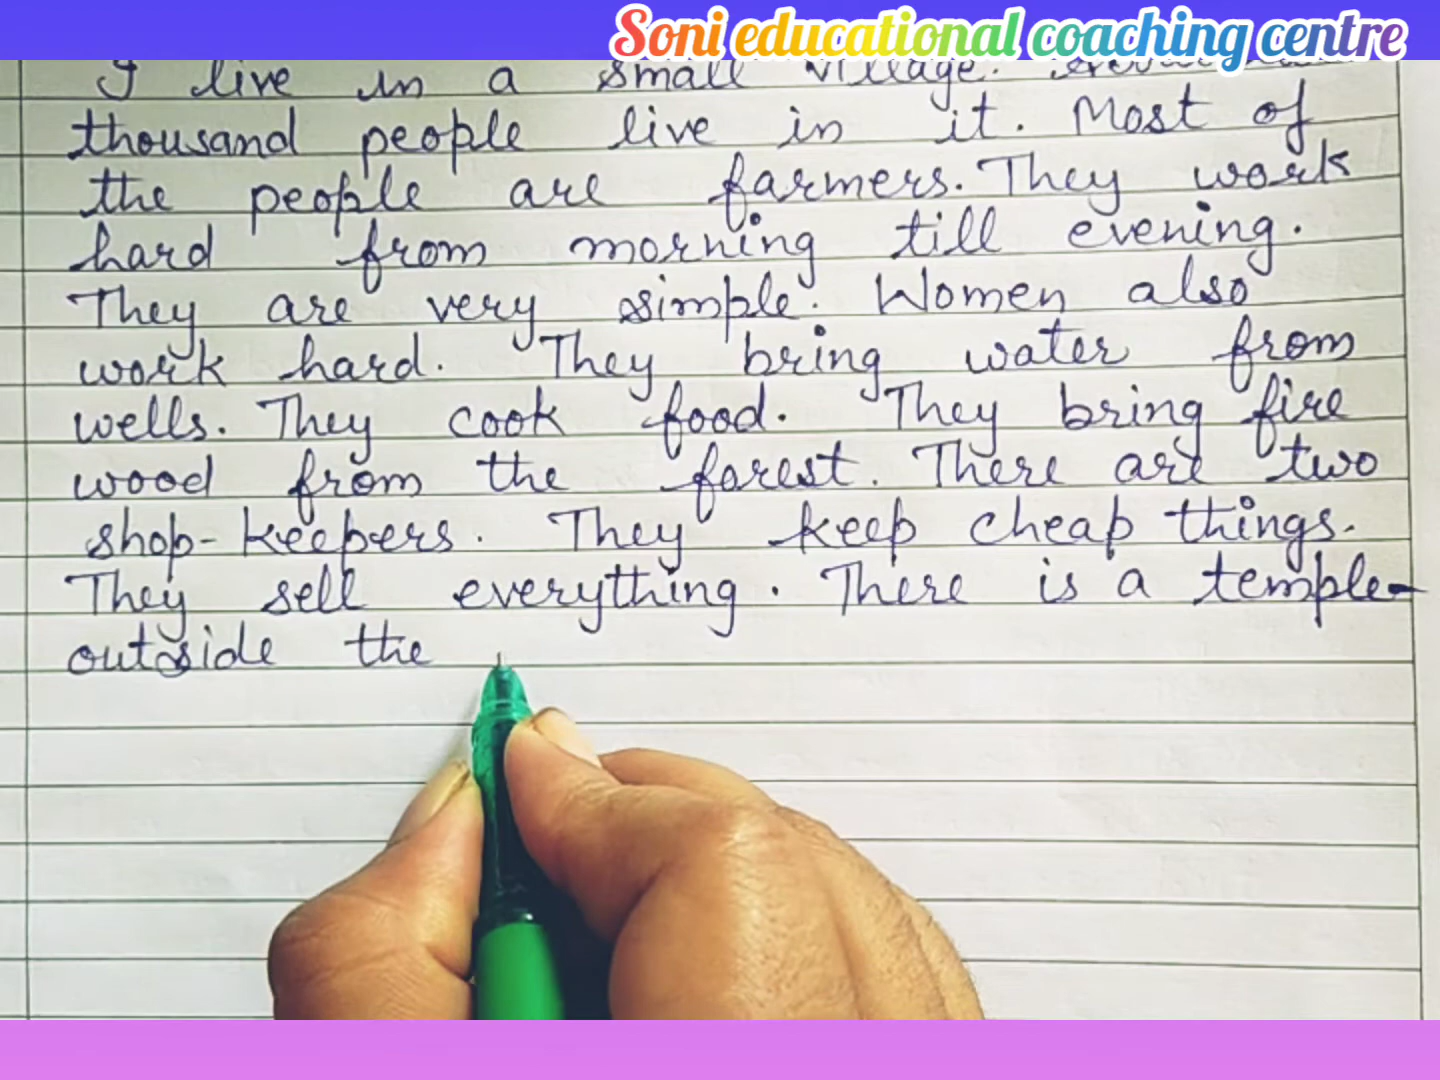 Soni educational coaching centre
I live in a small village.
thousand people live in it. Most of
the people are farmers. They work
hard from morning till evening.
They are very simple. Women also
work hard. They bring water from
wells. They cook food. They bring fire
wood from the forest. There are two
shop-keepers. They keep cheap things.
They sell everything. There is a temple
outside the